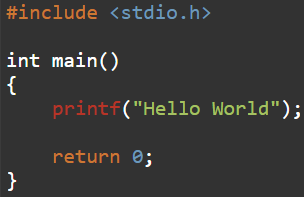 #include <stdio.h>
int main()
{
    printf("Hello World");
    return 0;
}